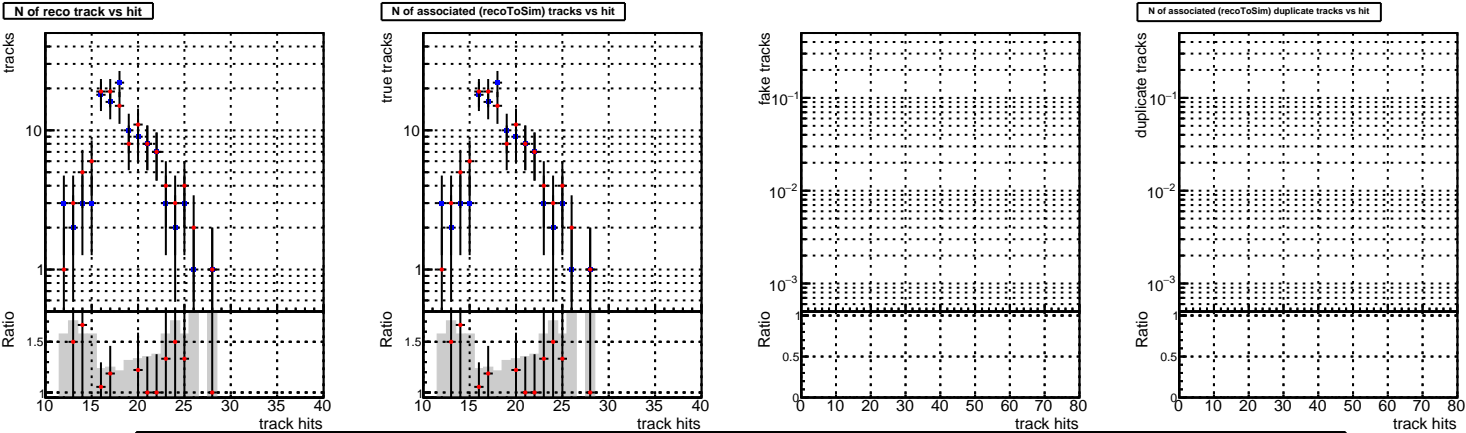 N of reco track vs hit
tracks
10
1
Ratio
1.5
1
10 15 20 25 30 35 40
track hits
N of associated (recoToSim) tracks vs hit
true tracks
10
1
Ratio
1.5
1
10 15 20 25 30 35 40
track hits
fake tracks
10⁻¹
10⁻²
10⁻³
Ratio
1
0.5
0
0 10 20 30 40 50 60 70 80
track hits
N of associated (recoToSim) duplicate tracks vs hit
duplicate tracks
10⁻¹
10⁻²
10⁻³
Ratio
1
0.5
0
0 10 20 30 40 50 60 70 80
track hits